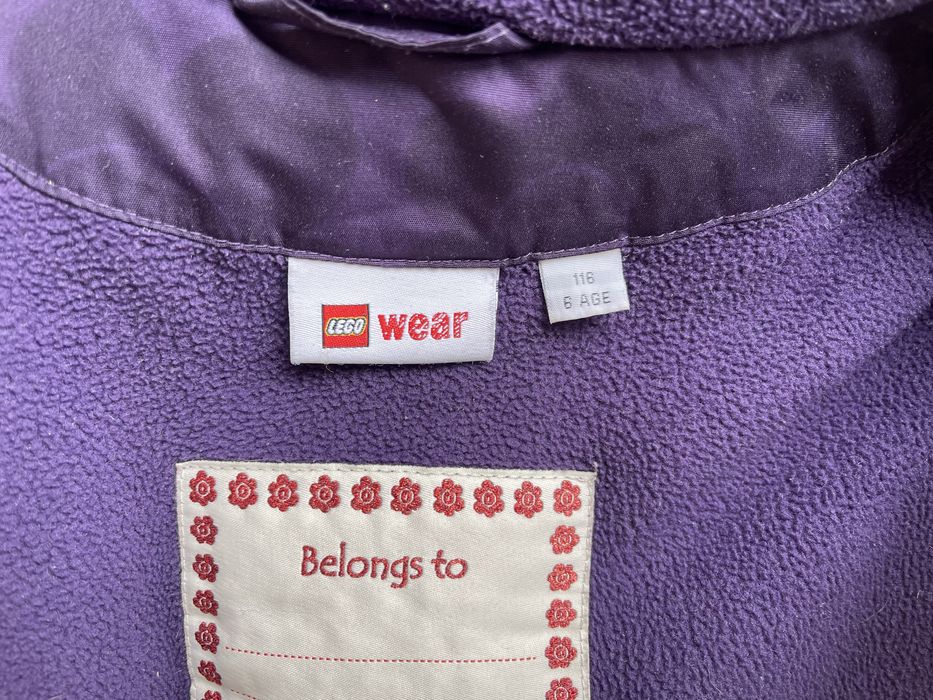 LEGO wear
116
6 AGE
Belongs to